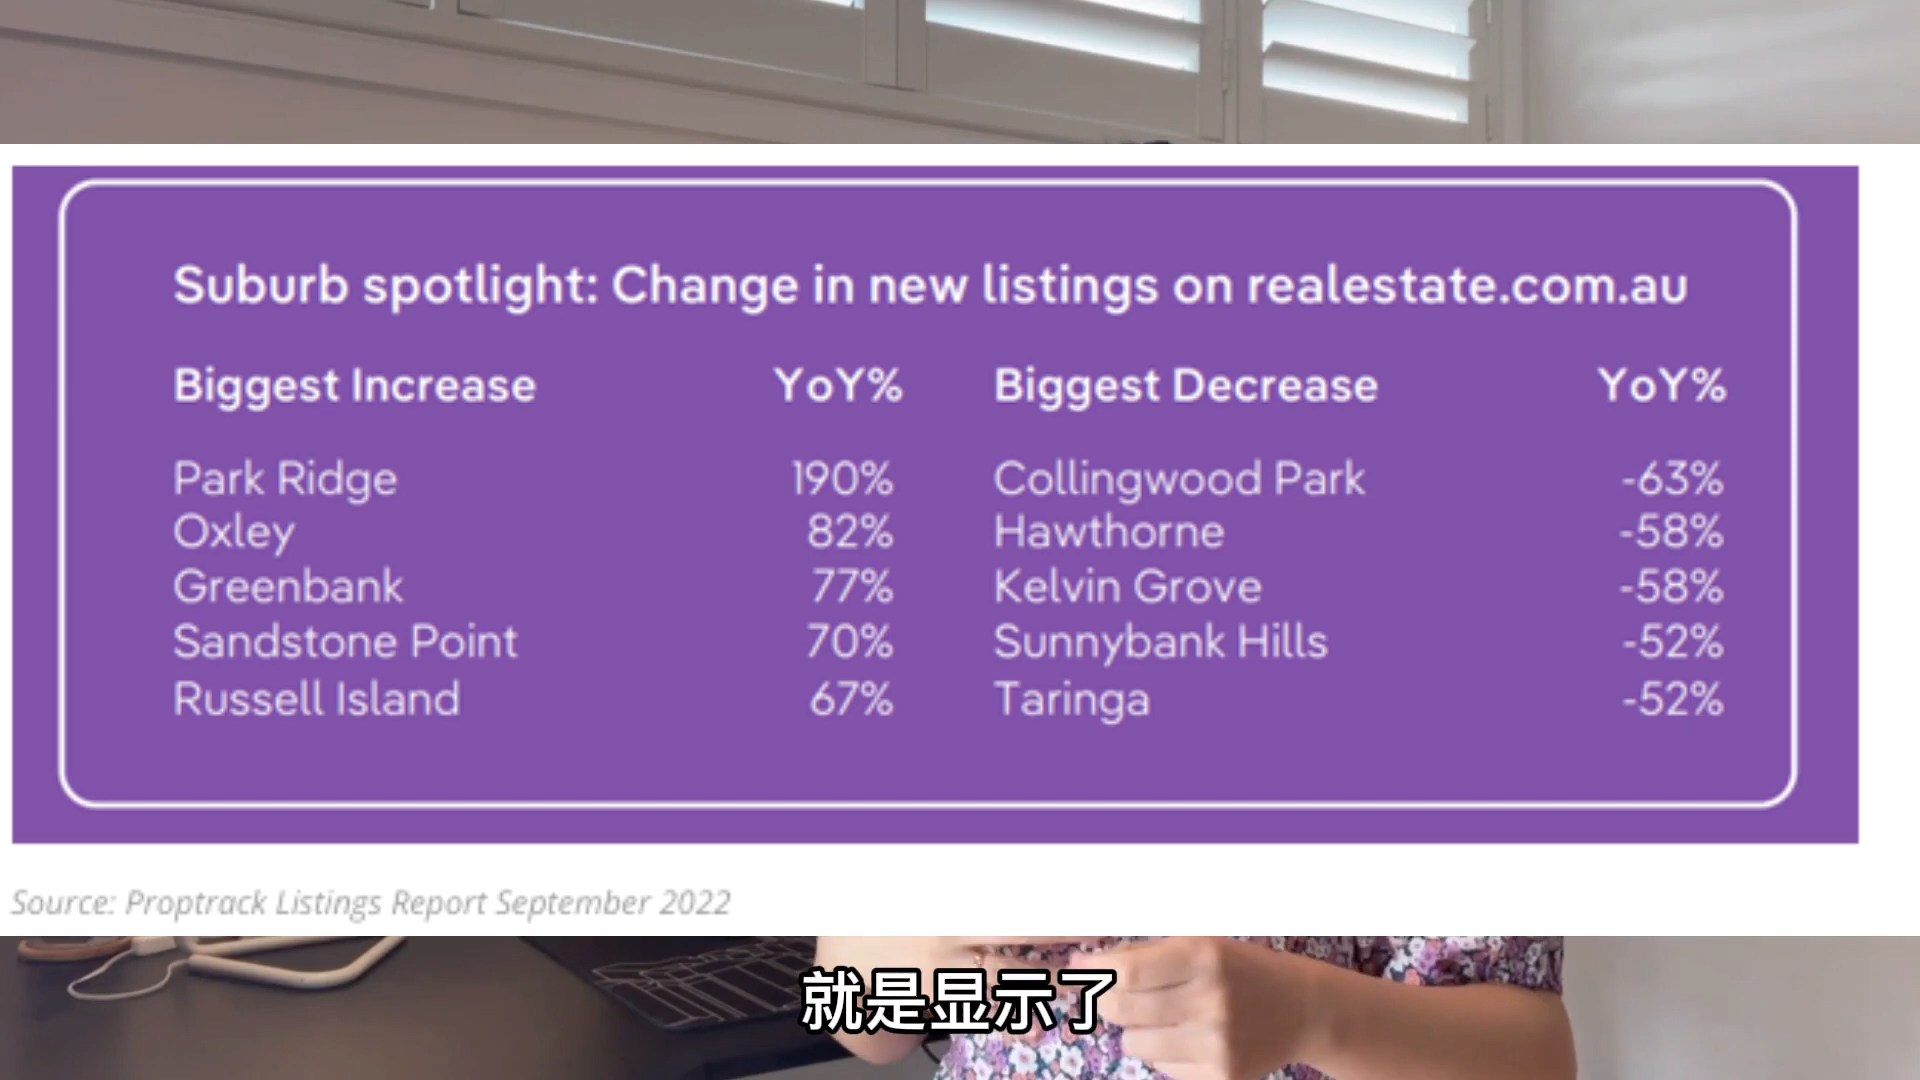 Suburb spotlight: Change in new listings on realestate.com.au
Biggest Increase YoY% Biggest Decrease YoY%
Park Ridge 190% Collingwood Park -63%
Oxley 82% Hawthorne -58%
Greenbank 77% Kelvin Grove -58%
Sandstone Point 70% Sunnybank Hills -52%
Russell Island 67% Taringa -52%
Source: Proptrack Listings Report September 2022
就是显示了